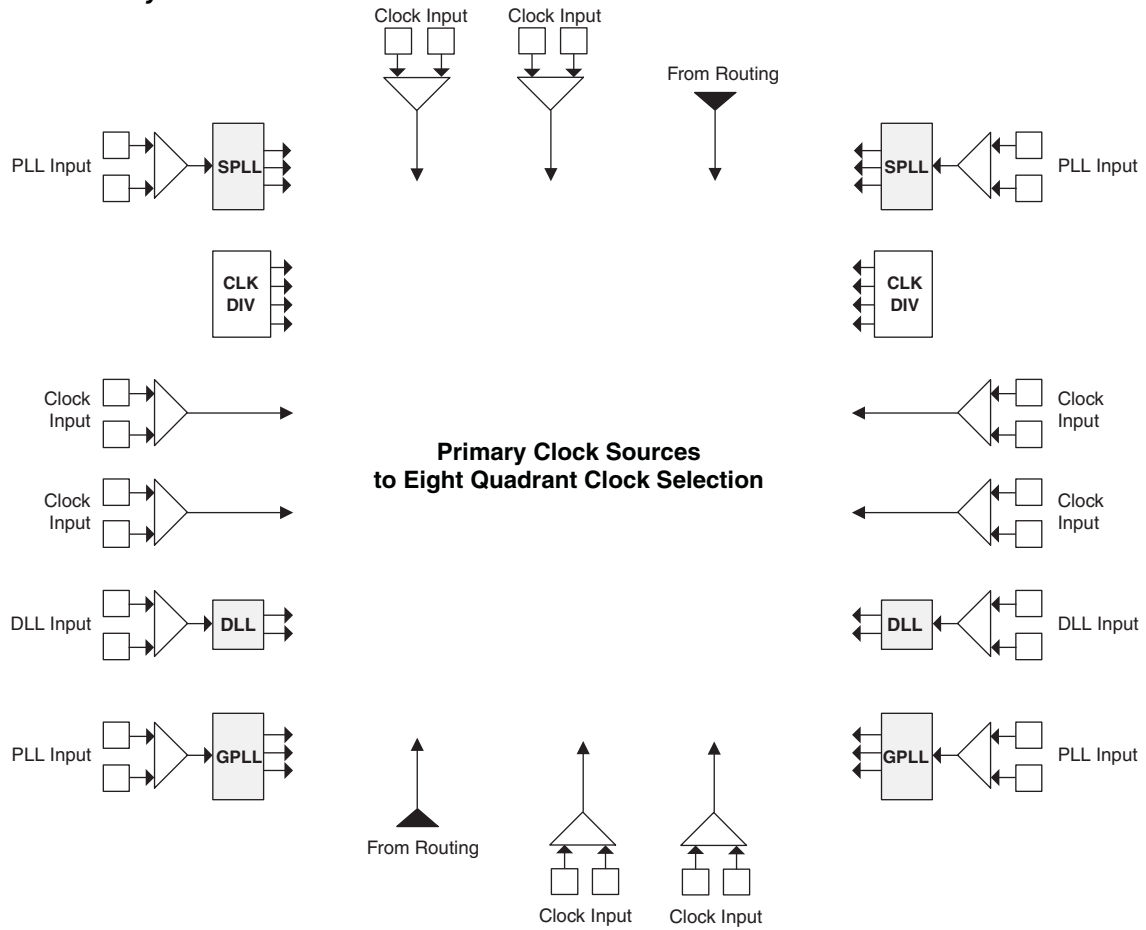 Clock Input
Clock Input
From Routing
PLL Input
SPLL
SPLL
PLL Input
CLK
DIV
CLK
DIV
Clock
Input
Clock
Input
Primary Clock Sources
to Eight Quadrant Clock Selection
Clock
Input
Clock
Input
DLL Input
DLL
DLL
DLL Input
PLL Input
GPLL
GPLL
PLL Input
From Routing
Clock Input
Clock Input